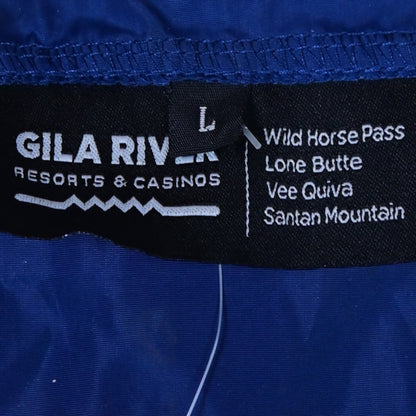 L
GILA RIVER
RESORTS & CASINOS
Wild Horse Pass
Lone Butte
Vee Quiva
Santan Mountain